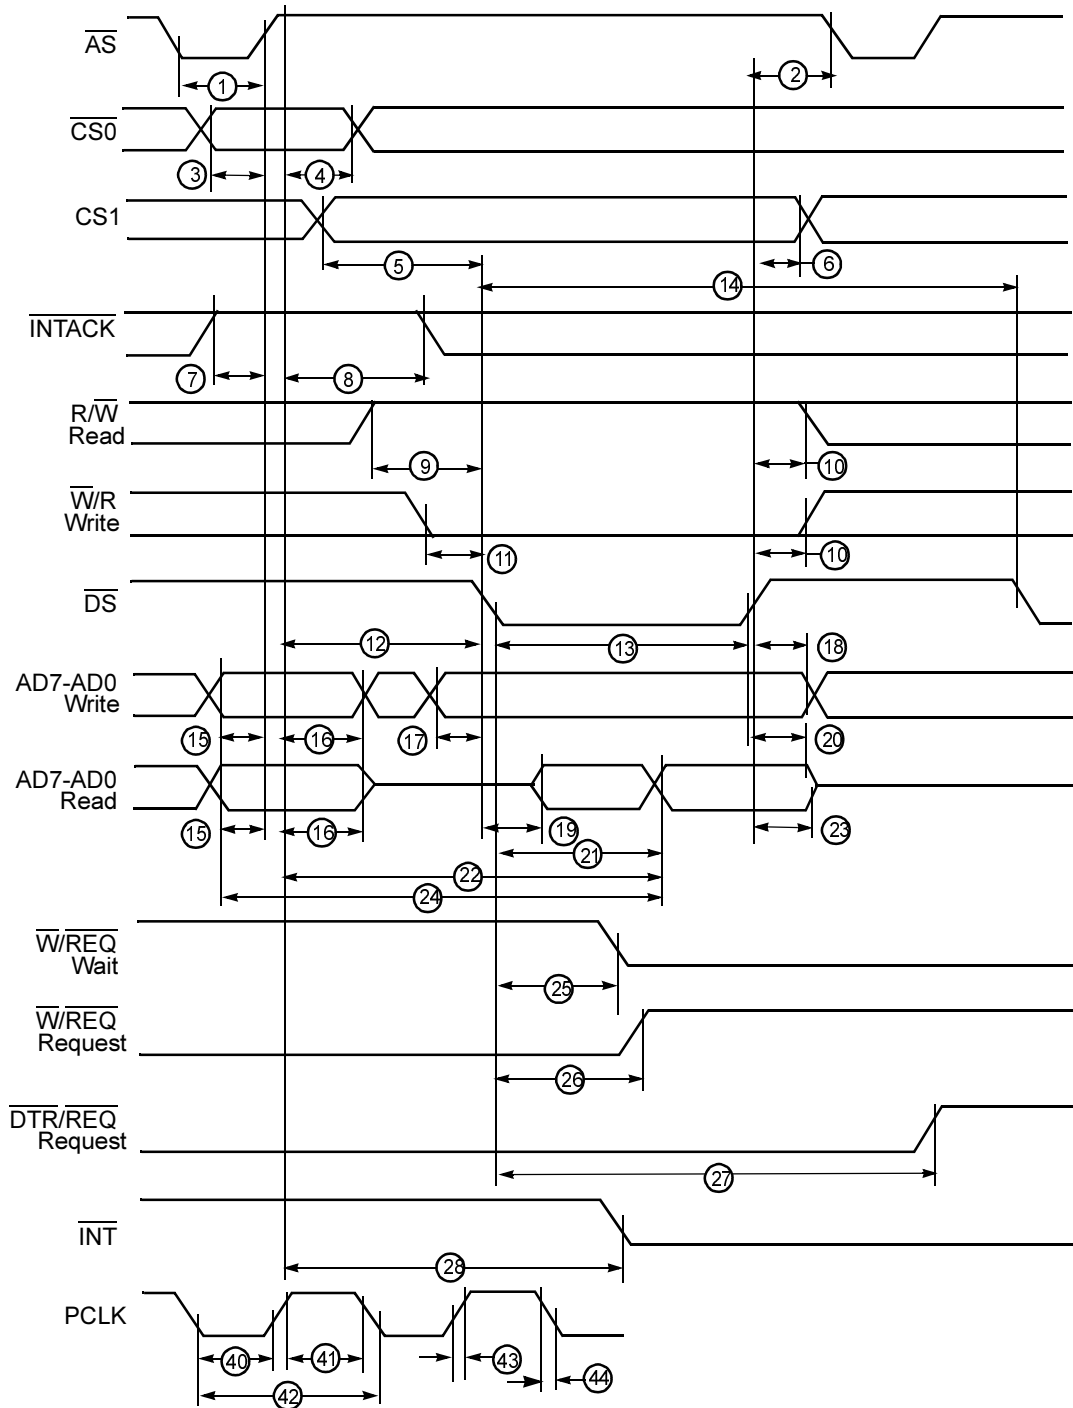 AS
1
2
CS0
3
4
CS1
5
6
14
INTACK
7
8
R/W
Read
9
10
W/R
Write
11
10
DS
12
13
18
AD7-AD0
Write
15
16
17
20
AD7-AD0
Read
15
16
19
23
21
22
24
W/REQ
Wait
25
W/REQ
Request
26
DTR/REQ
Request
27
INT
28
PCLK
40
41
43
44
42